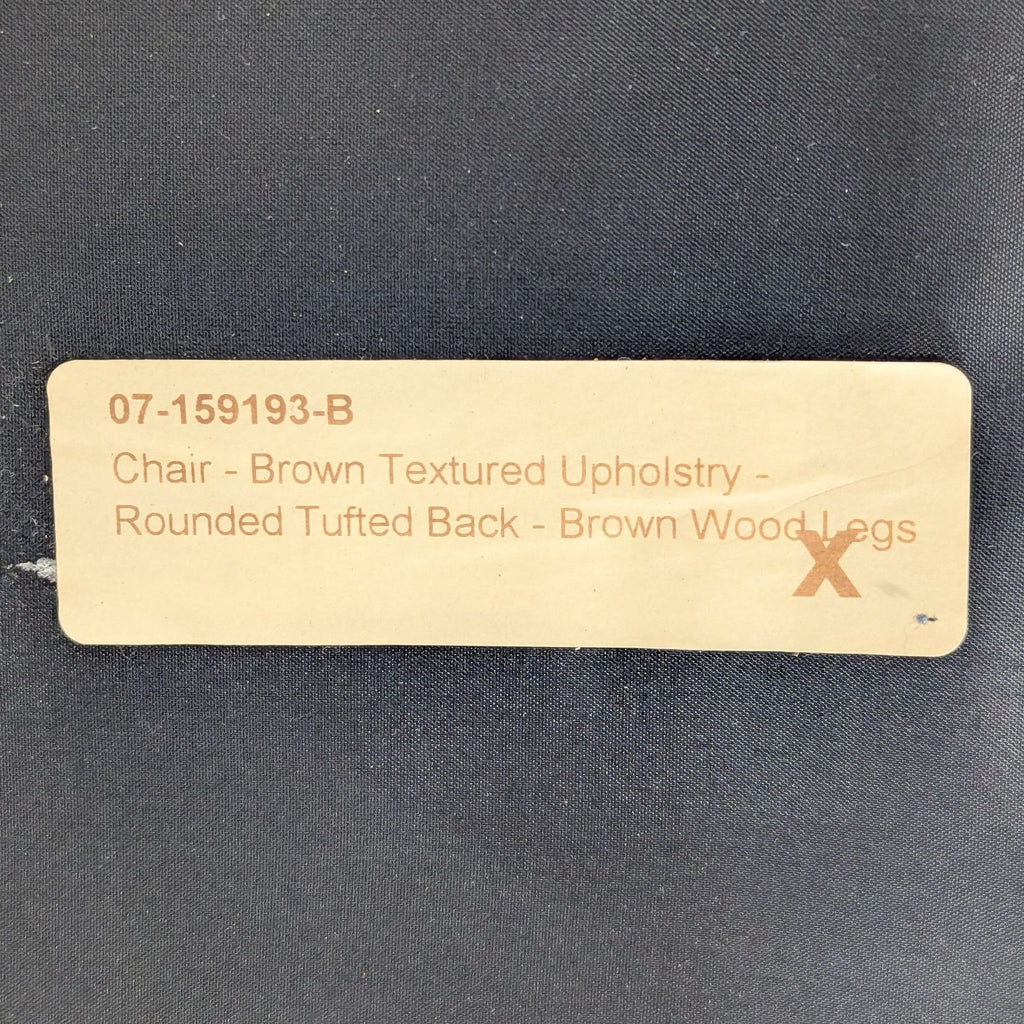 07-159193-B
Chair - Brown Textured Upholstry -
Rounded Tufted Back - Brown Wood Legs
X